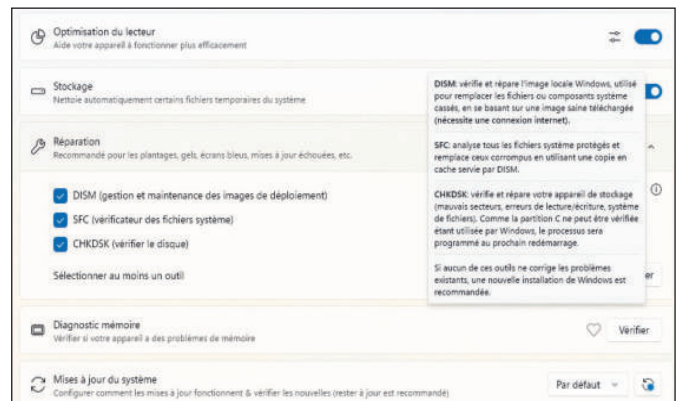 Optimisation du lecteur
Aide votre appareil à fonctionner plus efficacement
Stockage
Nettoie automatiquement certains fichiers temporaires du système
Réparation
Recommandé pour les plantages, gels, écrans bleus, mises à jour échouées, etc.
DISM (gestion et maintenance des images de déploiement)
SFC (vérificateur des fichiers système)
CHKDSK (vérifier le disque)
Sélectionner au moins un outil
DISM: vérifie et répare l'image locale Windows, utilisé
pour remplacer les fichiers ou composants système
cassés, en se basant sur une image saine téléchargée
(nécessite une connexion internet).
SFC: analyse tous les fichiers système protégés et
remplace ceux corrompus en utilisant une copie en
cache servie par DISM.
CHKDSK: vérifie et répare votre appareil de stockage
(mauvais secteurs, erreurs de lecture/écriture, système
de fichiers). Comme la partition C ne peut être vérifiée
étant utilisée par Windows, le processus sera
programmé au prochain redémarrage.
Si aucun de ces outils ne corrige les problèmes
existants, une nouvelle installation de Windows est
recommandée.
er
Diagnostic mémoire
Vérifier si votre appareil a des problèmes de mémoire
Vérifier
Mises à jour du système
Configurer comment les mises à jour fonctionnent & vérifier les nouvelles (rester à jour est recommandé)
Par défaut